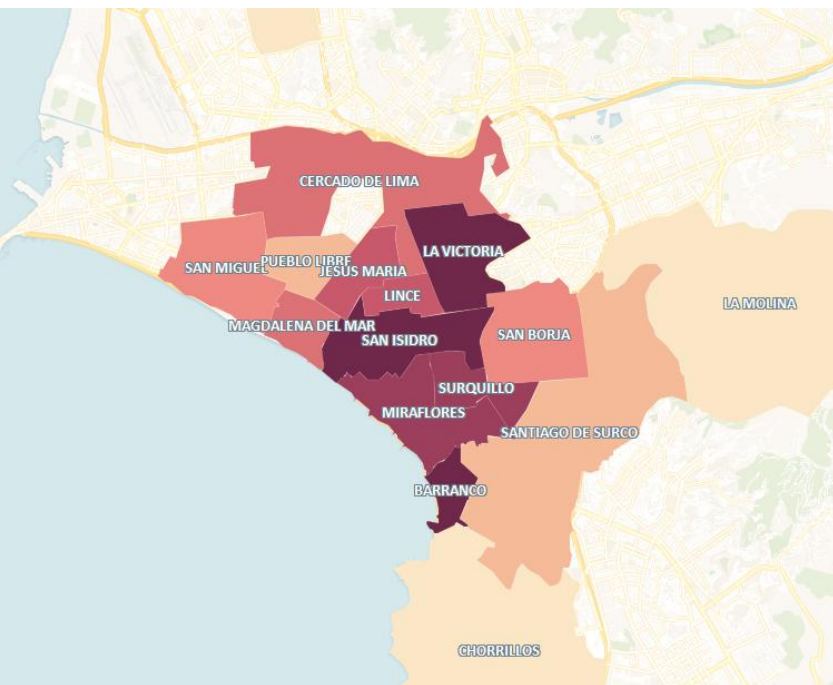 CERCADO DE LIMA
LA VICTORIA
PUEBLO LIBRE
SAN MIGUEL
JESUS MARIA
LINCE
LA MOLINA
MAGDALENA DEL MAR
SAN BORJA
SAN ISIDRO
SURQUILLO
MIRAFLORES
SANTIAGO DE SURCO
BARRANCO
CHORRILLOS